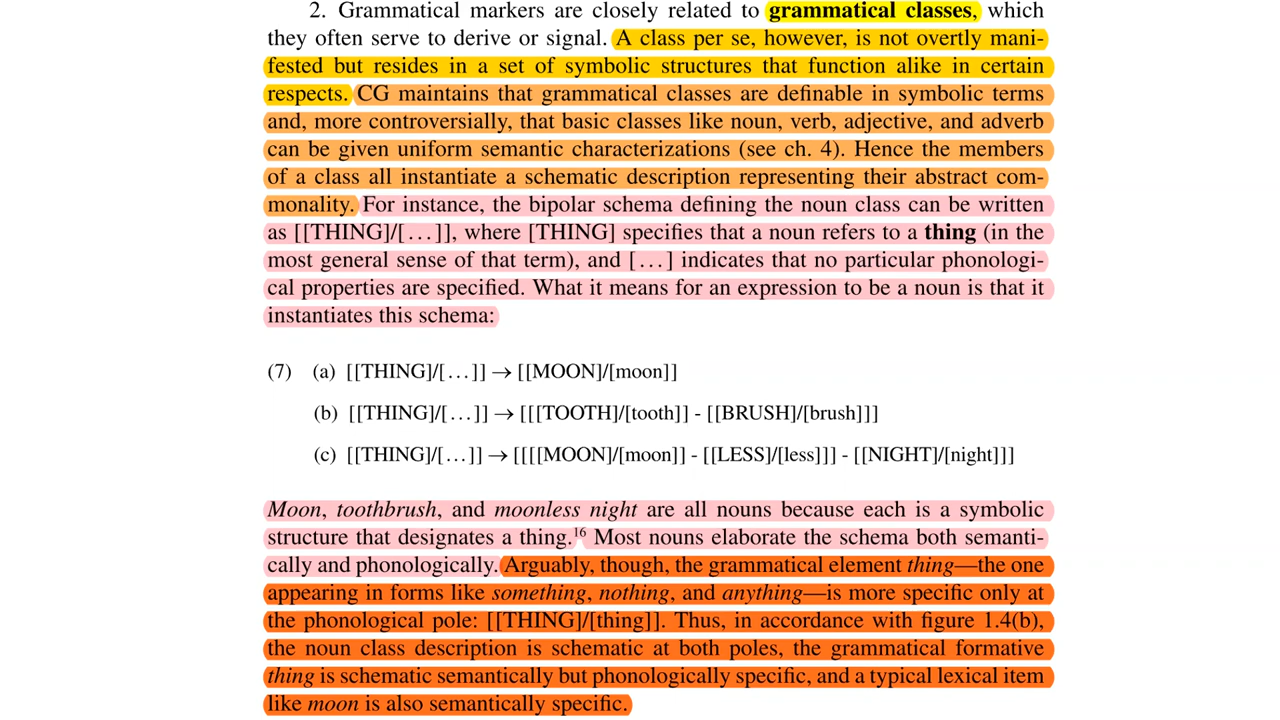 2. Grammatical markers are closely related to grammatical classes, which
they often serve to derive or signal. A class per se, however, is not overtly mani-
fested but resides in a set of symbolic structures that function alike in certain
respects. CG maintains that grammatical classes are definable in symbolic terms
and, more controversially, that basic classes like noun, verb, adjective, and adverb
can be given uniform semantic characterizations (see ch. 4). Hence the members
of a class all instantiate a schematic description representing their abstract com-
monality. For instance, the bipolar schema defining the noun class can be written
as [[THING]/[...]], where [THING] specifies that a noun refers to a thing (in the
most general sense of that term), and [...] indicates that no particular phonologi-
cal properties are specified. What it means for an expression to be a noun is that it
instantiates this schema:
(7) (a) [[THING]/[...]] → [[MOON]/[moon]]
(b) [[THING]/[...]] → [[[TOOTH]/[tooth]] - [[BRUSH]/[brush]]]
(c) [[THING]/[...]] → [[[[MOON]/[moon]] - [[LESS]/[less]]] - [[NIGHT]/[night]]]
Moon, toothbrush, and moonless night are all nouns because each is a symbolic
structure that designates a thing.16 Most nouns elaborate the schema both semanti-
cally and phonologically. Arguably, though, the grammatical element thing—the one
appearing in forms like something, nothing, and anything—is more specific only at
the phonological pole: [[THING]/[thing]]. Thus, in accordance with figure 1.4(b),
the noun class description is schematic at both poles, the grammatical formative
thing is schematic semantically but phonologically specific, and a typical lexical item
like moon is also semantically specific.